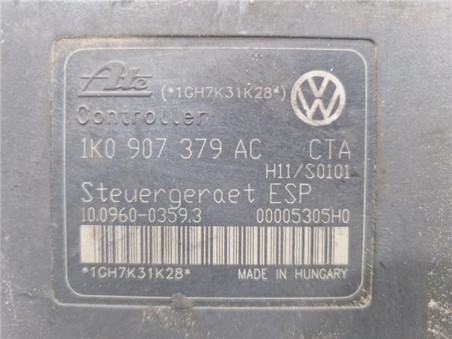 Ate (*1GH7K31K28*)
Controller
1K0 907 379 AC CTA
H11/S0101
Steuergeraet ESP
10.0960-0359.3 00005305H0
*1GH7K31K28* MADE IN HUNGARY